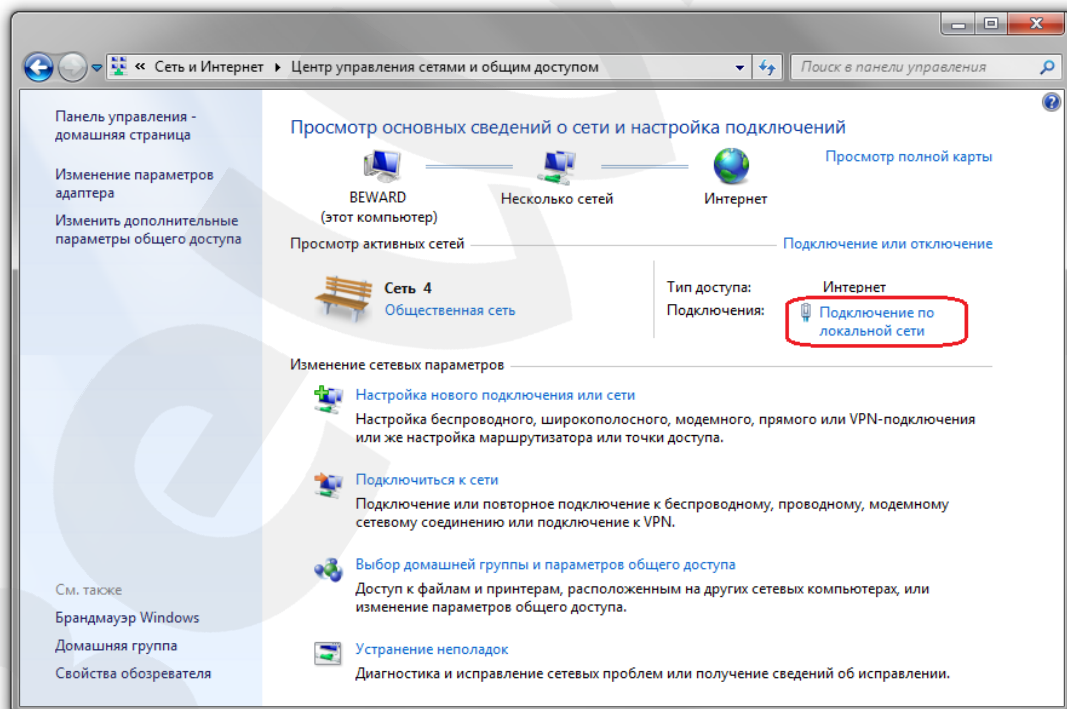 « Сеть и Интернет ▸ Центр управления сетями и общим доступом
Поиск в панели управления
Панель управления -
домашняя страница
Изменение параметров
адаптера
Изменить дополнительные
параметры общего доступа
Просмотр основных сведений о сети и настройка подключений
Просмотр полной карты
BEWARD
(этот компьютер)
Несколько сетей
Интернет
Просмотр активных сетей
Подключение или отключение
Сеть 4
Общественная сеть
Тип доступа: Интернет
Подключения: Подключение по
локальной сети
Изменение сетевых параметров
Настройка нового подключения или сети
Настройка беспроводного, широкополосного, модемного, прямого или VPN-подключения
или же настройка маршрутизатора или точки доступа.
Подключиться к сети
Подключение или повторное подключение к беспроводному, проводному, модемному
сетевому соединению или подключение к VPN.
Выбор домашней группы и параметров общего доступа
Доступ к файлам и принтерам, расположенным на других сетевых компьютерах, или
изменение параметров общего доступа.
Устранение неполадок
Диагностика и исправление сетевых проблем или получение сведений об исправлении.
См. также
Брандмауэр Windows
Домашняя группа
Свойства обозревателя